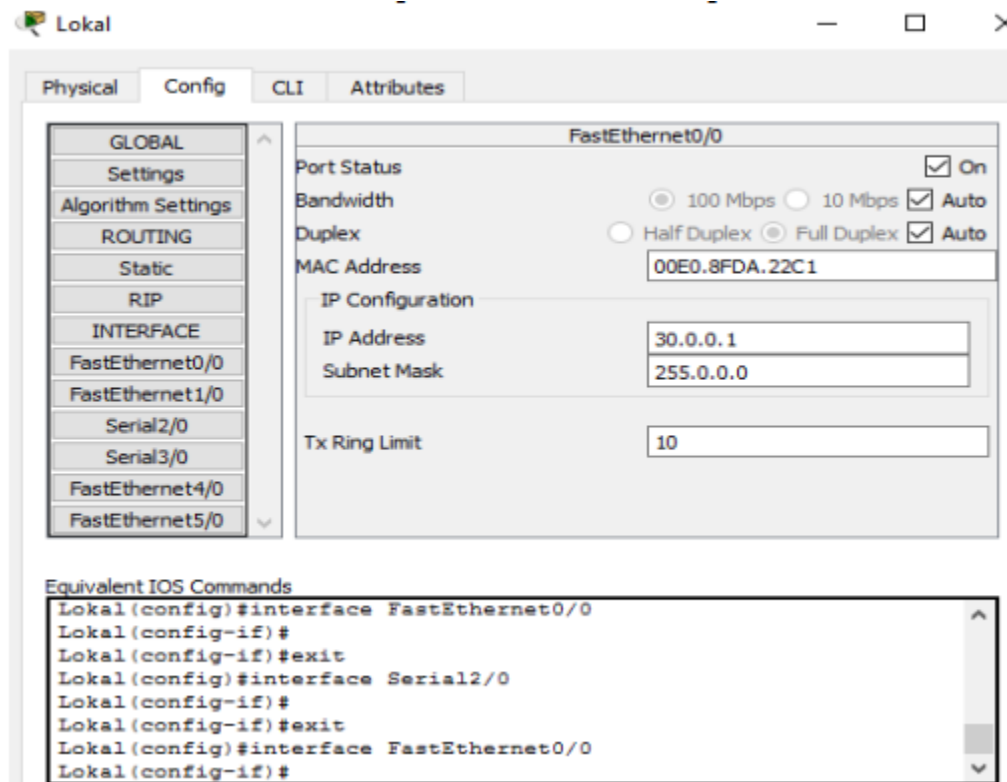 Lokal
Physical Config CLI Attributes
GLOBAL
Settings
Algorithm Settings
ROUTING
Static
RIP
INTERFACE
FastEthernet0/0
FastEthernet1/0
Serial2/0
Serial3/0
FastEthernet4/0
FastEthernet5/0
FastEthernet0/0
Port Status On
Bandwidth 100 Mbps 10 Mbps Auto
Duplex Half Duplex Full Duplex Auto
MAC Address 00E0.8FDA.22C1
IP Configuration
IP Address 30.0.0.1
Subnet Mask 255.0.0.0
Tx Ring Limit 10
Equivalent IOS Commands
Lokal(config)#interface FastEthernet0/0
Lokal(config-if)#
Lokal(config-if)#exit
Lokal(config)#interface Serial2/0
Lokal(config-if)#
Lokal(config-if)#exit
Lokal(config)#interface FastEthernet0/0
Lokal(config-if)#